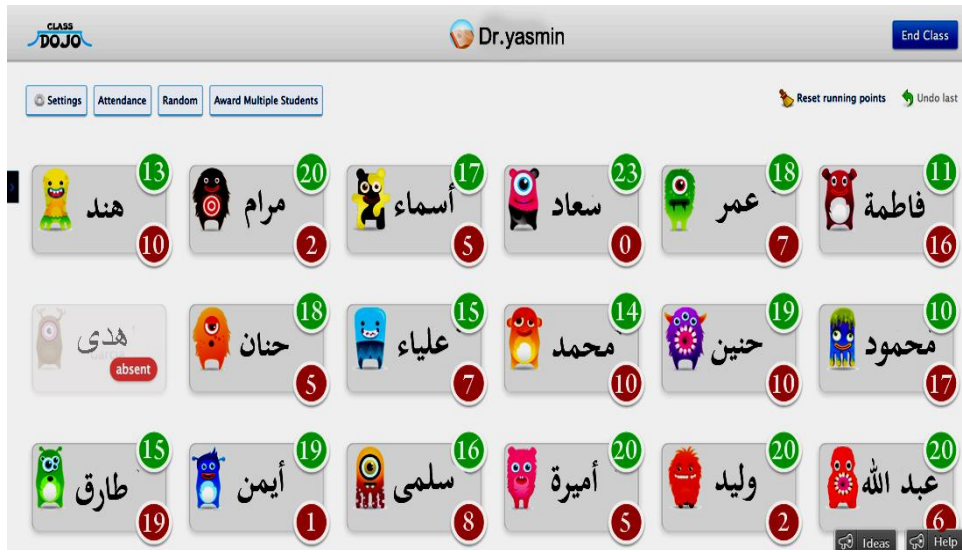 CLASS
DOJO
Dr.yasmin
End Class
Settings Attendance Random Award Multiple Students
Reset running points Undo last
13 20 17 23 18 11
هند مرام أسماء سعاد عمر فاطمة
10 2 5 0 7 16
18 15 14 19 10
هدى حنان علياء محمد حنين محمود
absent
5 7 10 10 17
15 19 16 20 20 20
طارق أيمن سلمى أميرة وليد عبد الله
19 1 8 5 2 6
Ideas Help